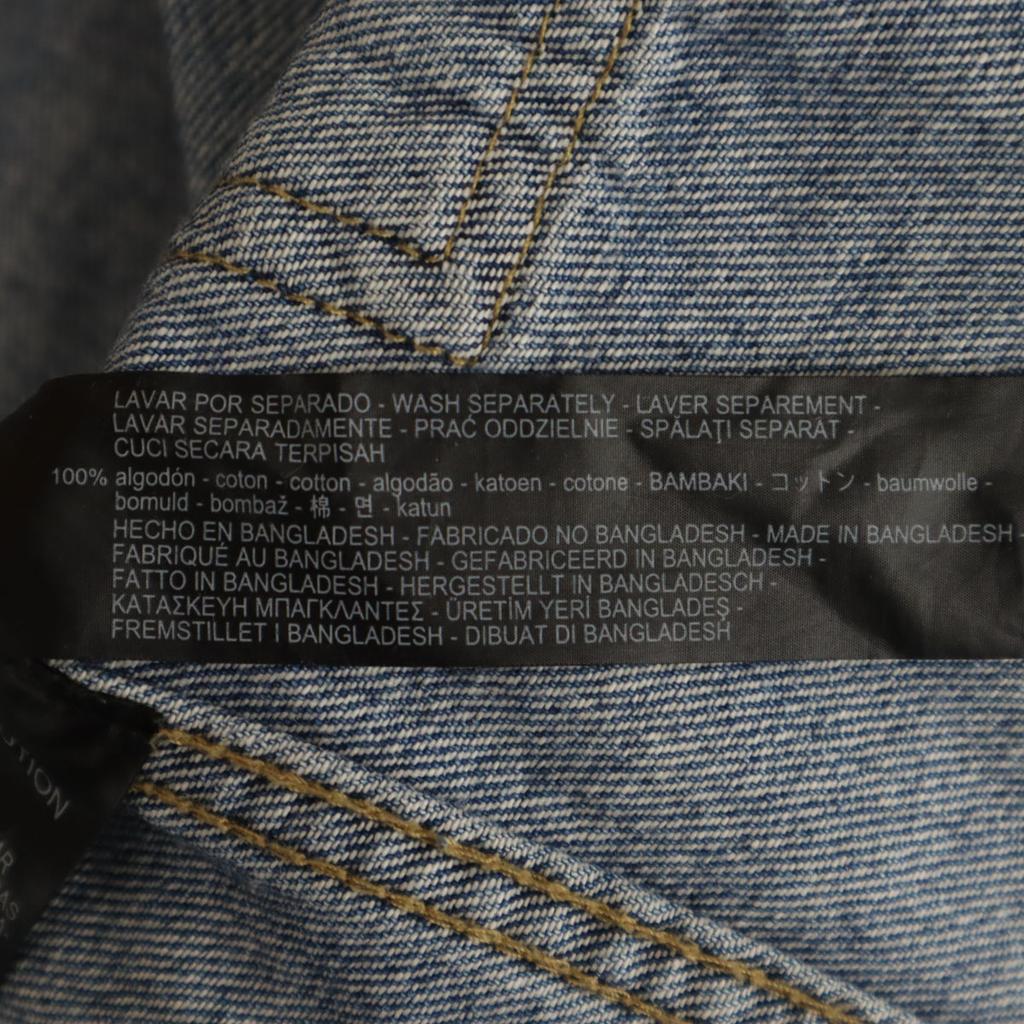 LAVAR POR SEPARADO - WASH SEPARATELY - LAVER SEPAREMENT -
LAVAR SEPARADAMENTE - PRAĆ ODDZIELNIE - SPĂLAŢI SEPARAT -
CUCI SECARA TERPISAH
100% algodón - coton - cotton - algodão - katoen - cotone - BAMBAKI - コットン - baumwolle -
bomuld - bombaž - 棉 - 면 - katun
HECHO EN BANGLADESH - FABRICADO NO BANGLADESH - MADE IN BANGLADESH -
FABRIQUÉ AU BANGLADESH - GEFABRICEERD IN BANGLADESH -
FATTO IN BANGLADESH - HERGESTELLT IN BANGLADESCH -
ΚΑΤΑΣΚΕΥΗ ΜΠΑΓΚΛΑΝΤΕΣ - ÜRETİM YERİ BANGLADEŞ -
FREMSTILLET I BANGLADESH - DIBUAT DI BANGLADESH